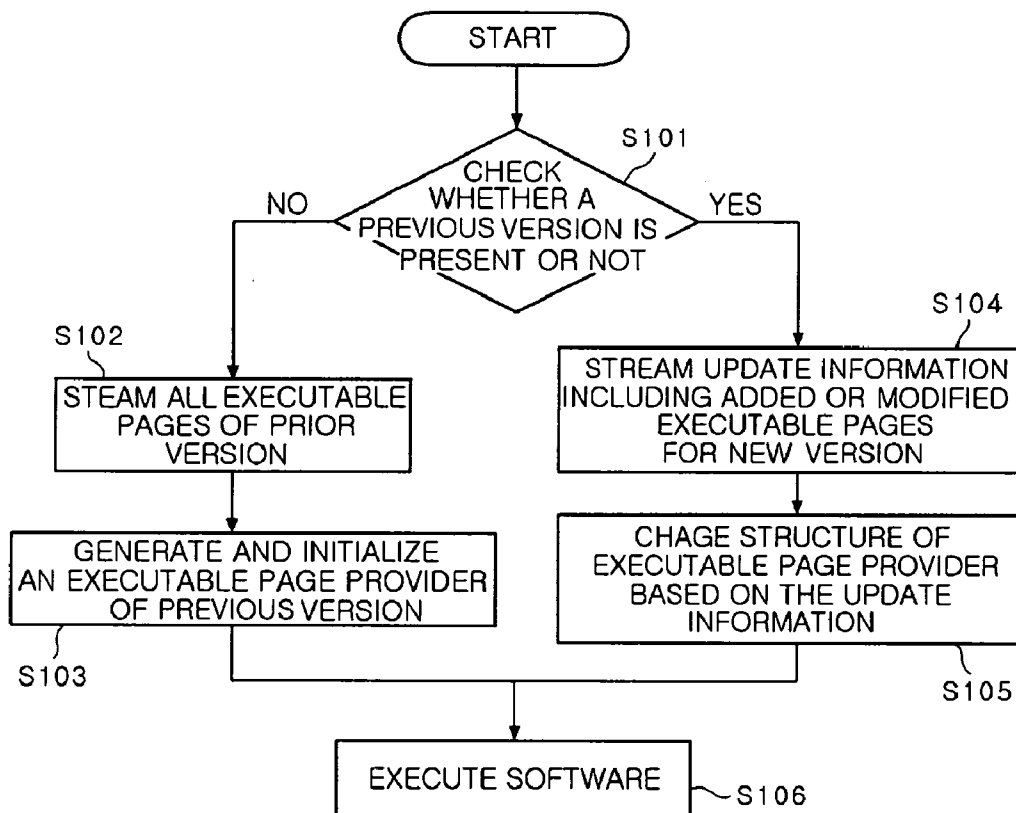 START
S101
CHECK
WHETHER A
PREVIOUS VERSION IS
PRESENT OR NOT
NO
YES
S102
STEAM ALL EXECUTABLE
PAGES OF PRIOR
VERSION
S104
STREAM UPDATE INFORMATION
INCLUDING ADDED OR MODIFIED
EXECUTABLE PAGES
FOR NEW VERSION
GENERATE AND INITIALIZE
AN EXECUTABLE PAGE PROVIDER
OF PREVIOUS VERSION
S103
CHAGE STRUCTURE OF
EXECUTABLE PAGE PROVIDER
BASED ON THE UPDATE
INFORMATION
S105
EXECUTE SOFTWARE
S106